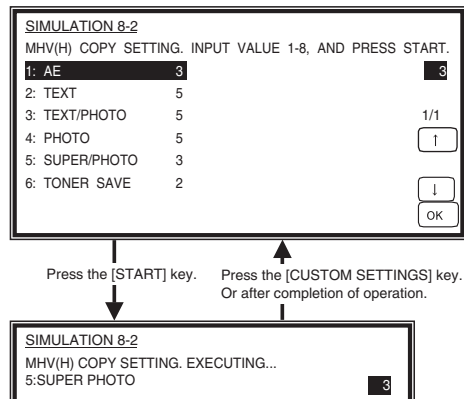 SIMULATION 8-2
MHV(H) COPY SETTING. INPUT VALUE 1-8, AND PRESS START.
1: AE 3 3
2: TEXT 5
3: TEXT/PHOTO 5 1/1
4: PHOTO 5 ↑
5: SUPER/PHOTO 3
6: TONER SAVE 2 ↓
OK
Press the [START] key.
Press the [CUSTOM SETTINGS] key.
Or after completion of operation.
SIMULATION 8-2
MHV(H) COPY SETTING. EXECUTING...
5:SUPER PHOTO 3